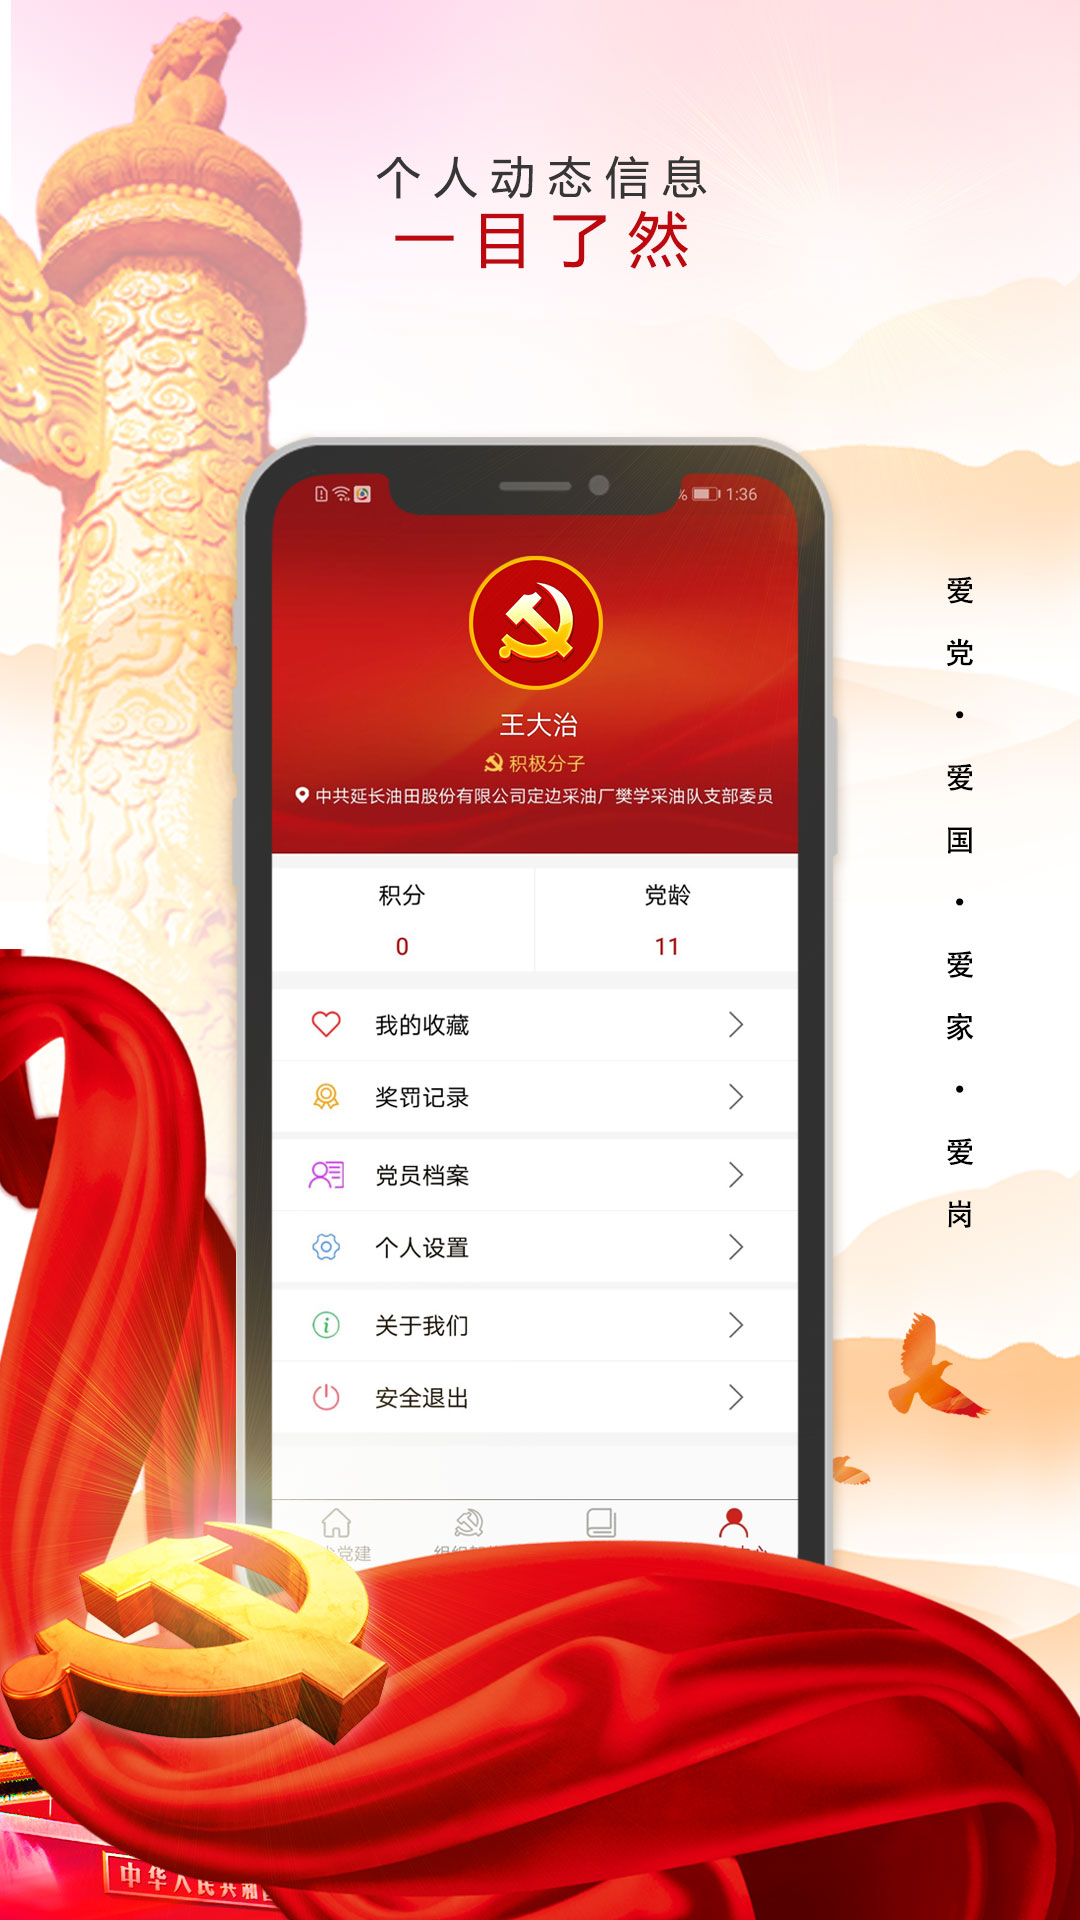 个人动态信息
一目了然
% 1:36
王大治
积极分子
中共延长油田股份有限公司定边采油厂樊学采油队支部委员
积分
党龄
0
11
我的收藏
奖罚记录
党员档案
个人设置
关于我们
安全退出
党建
爱党·爱国·爱家·爱岗
中华人民共和